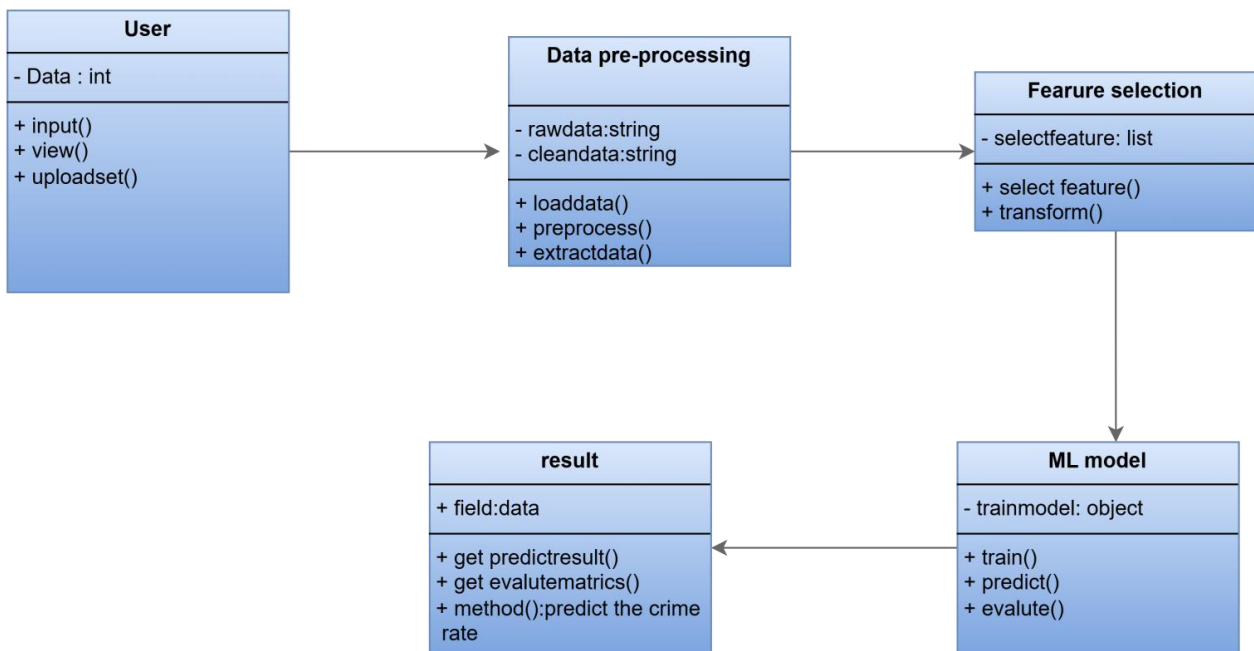 User
- Data : int
+ input()
+ view()
+ uploadset()
Data pre-processing
- rawdata:string
- cleandata:string
+ loaddata()
+ preprocess()
+ extractdata()
Fearure selection
- selectfeature: list
+ select feature()
+ transform()
ML model
- trainmodel: object
+ train()
+ predict()
+ evalute()
result
+ field:data
+ get predictresult()
+ get evalutematrics()
+ method():predict the crime
rate